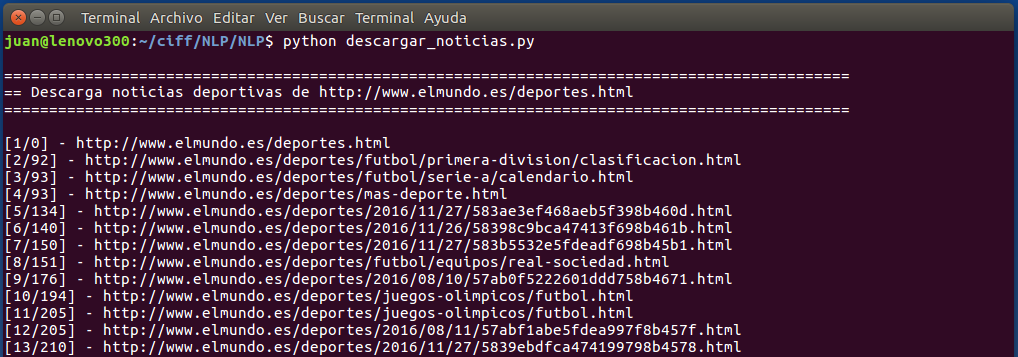 Terminal Archivo Editar Ver Buscar Terminal Ayuda
juan@lenovo300:~/ciff/NLP/NLP$ python descargar_noticias.py
===============================================================================================
== Descarga noticias deportivas de http://www.elmundo.es/deportes.html
===============================================================================================
[1/0] - http://www.elmundo.es/deportes.html
[2/92] - http://www.elmundo.es/deportes/futbol/primera-division/clasificacion.html
[3/93] - http://www.elmundo.es/deportes/futbol/serie-a/calendario.html
[4/93] - http://www.elmundo.es/deportes/mas-deporte.html
[5/134] - http://www.elmundo.es/deportes/2016/11/27/583ae3ef468aeb5f398b460d.html
[6/140] - http://www.elmundo.es/deportes/2016/11/26/58398c9bca47413f698b461b.html
[7/150] - http://www.elmundo.es/deportes/2016/11/27/583b5532e5fdeadf698b45b1.html
[8/151] - http://www.elmundo.es/deportes/futbol/equipos/real-sociedad.html
[9/176] - http://www.elmundo.es/deportes/2016/08/10/57ab0f5222601ddd758b4671.html
[10/194] - http://www.elmundo.es/deportes/juegos-olimpicos/futbol.html
[11/205] - http://www.elmundo.es/deportes/juegos-olimpicos/futbol.html
[12/205] - http://www.elmundo.es/deportes/2016/08/11/57abf1abe5fdea997f8b457f.html
[13/210] - http://www.elmundo.es/deportes/2016/11/27/5839ebdfca474199798b4578.html